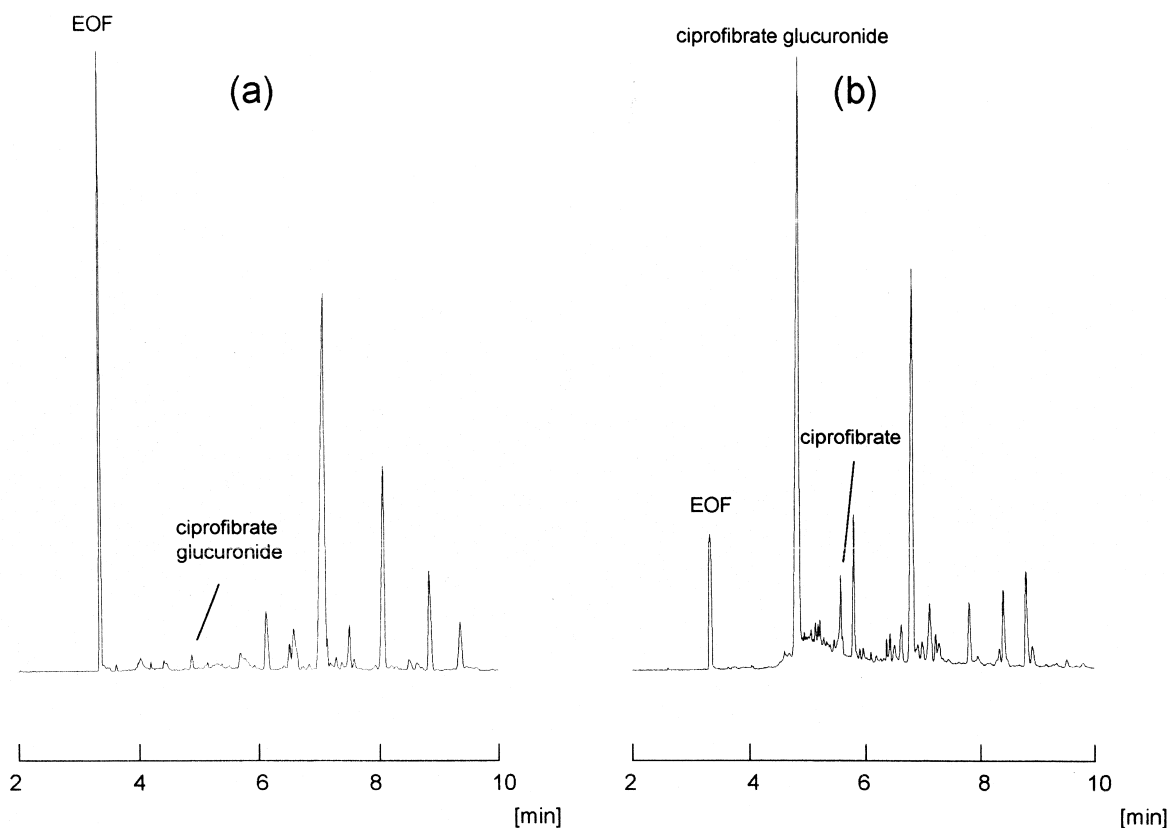 EOF
(a)
ciprofibrate
glucuronide
2 4 6 8 10
[min]
ciprofibrate glucuronide
(b)
ciprofibrate
EOF
2 4 6 8 10
[min]